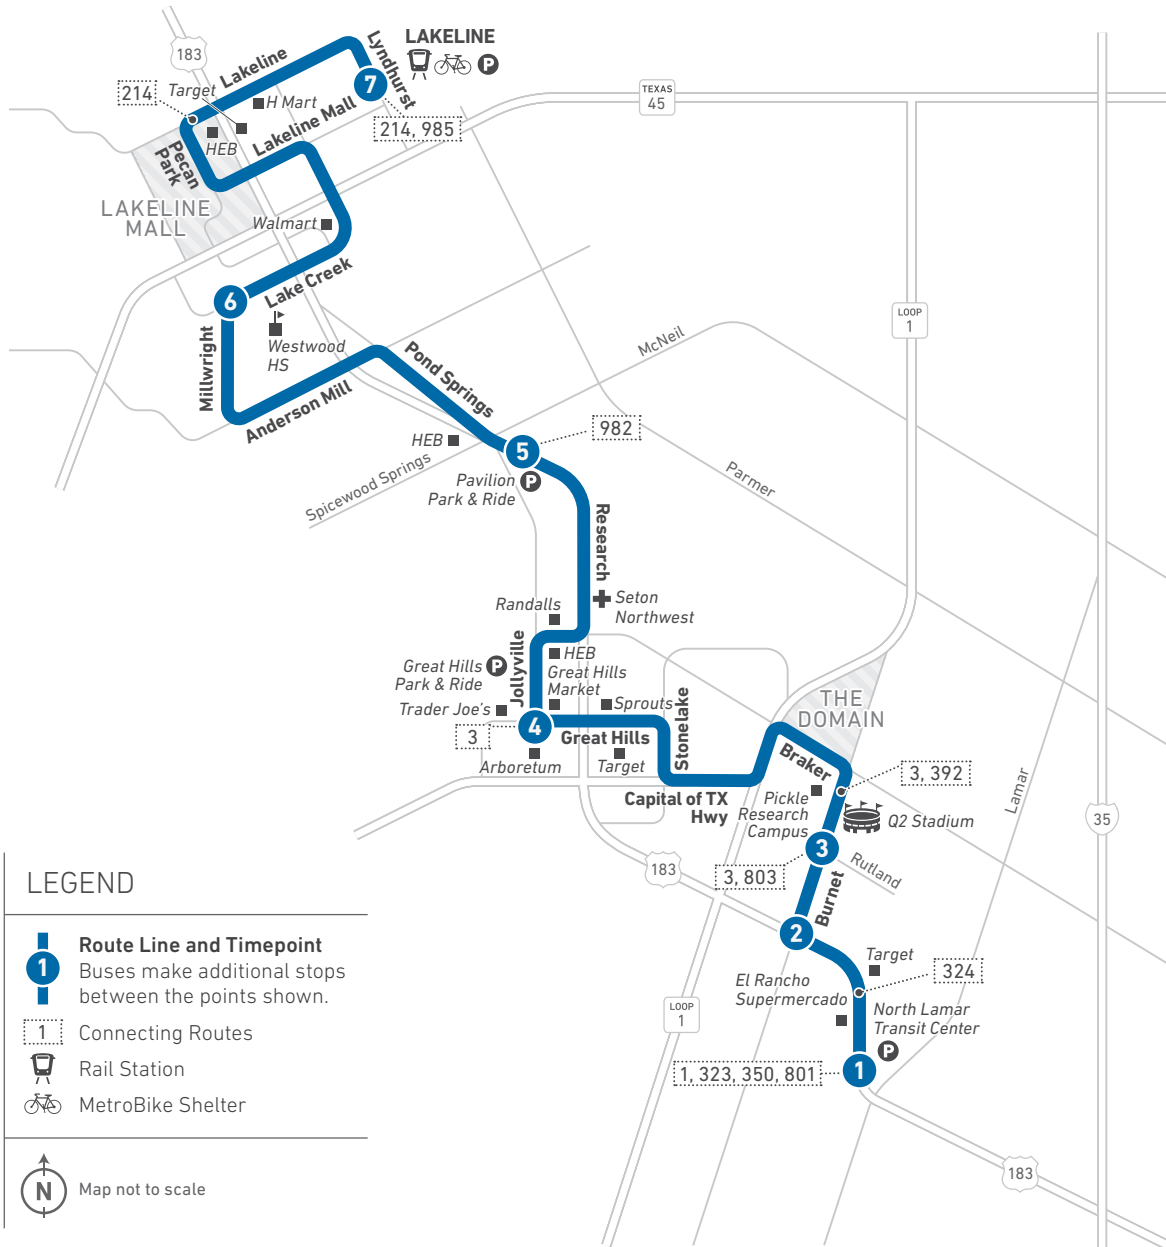 LAKELINE
183
Lakeline
Lyndhurst
7
Target
214
H Mart
Lakeline Mall
214, 985
TEXAS
45
HEB
Pecan
Park
LAKELINE
MALL
Walmart
Lake Creek
6
Westwood
HS
Millwright
Anderson Mill
Pond Springs
McNeil
LOOP
1
982
HEB
5
Spicewood Springs
Pavilion
Park & Ride
P
Parmer
Research
Seton
Northwest
Randalls
HEB
Jollyville
Great Hills
Park & Ride
P
Great Hills
Market
Trader Joe's
Sprouts
Stonelake
THE
DOMAIN
3
4
Great Hills
Arboretum
Target
Braker
3, 392
Capital of TX
Hwy
Pickle
Research
Campus
Q2 Stadium
Lamar
35
3
3, 803
183
Rutland
Burnet
2
Target
324
El Rancho
Supermercado
North Lamar
Transit Center
P
LOOP
1
1, 323, 350, 801
1
183
P
LEGEND
Route Line and Timepoint
1
Buses make additional stops
between the points shown.
1
Connecting Routes
Rail Station
MetroBike Shelter
N
Map not to scale